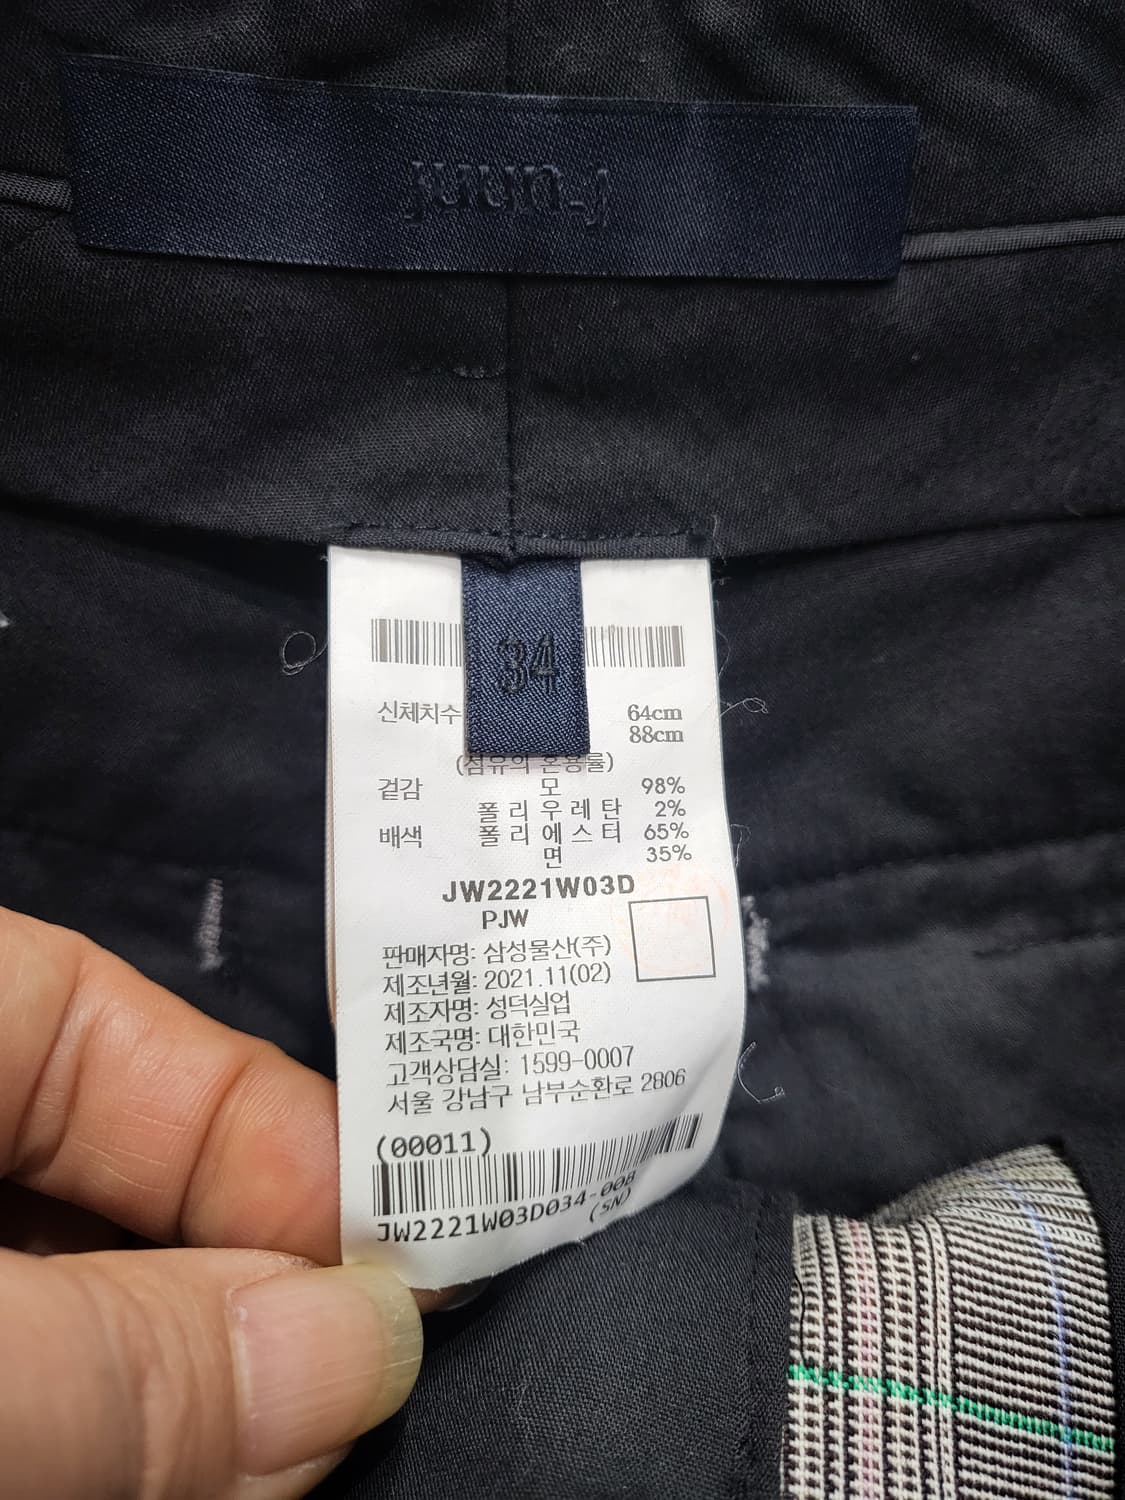 juun.j
34
신체치수 64cm
88cm
(섬유의 혼용률)
겉감 모 98%
폴리우레탄 2%
배색 폴리에스터 65%
면 35%
JW2221W03D
PJW
판매자명: 삼성물산(주)
제조년월: 2021.11(02)
제조자명: 성덕실업
제조국명: 대한민국
고객상담실: 1599-0007
서울 강남구 남부순환로 2806
(00011)
JW2221W03D034-00B
(SN)